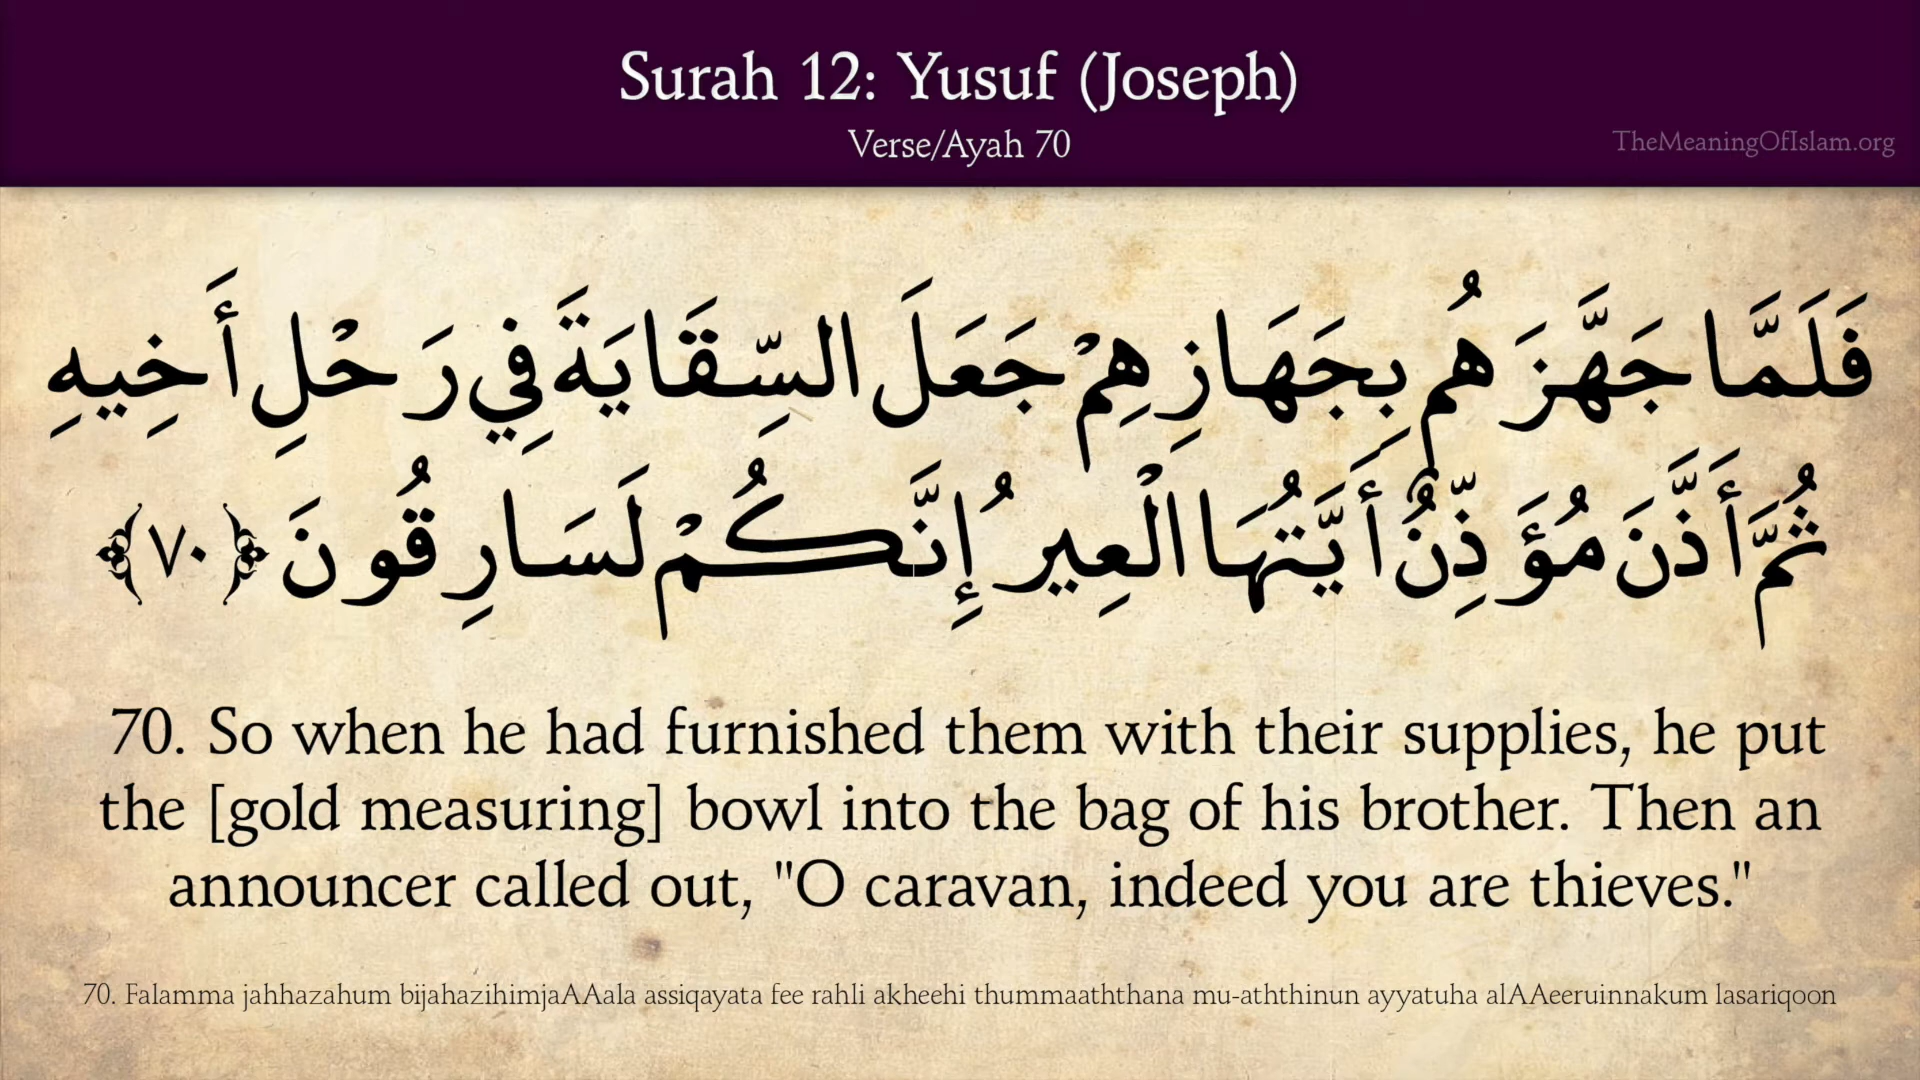 Surah 12: Yusuf (Joseph)
Verse/Ayah 70
TheMeaningOfIslam.org
فَلَمَّا جَهَّزَهُم بِجَهَازِهِمْ جَعَلَ السِّقَايَةَ فِي رَحْلِ أَخِيهِ
ثُمَّ أَذَّنَ مُؤَذِّنٌ أَيَّتُهَا الْعِيرُ إِنَّكُمْ لَسَارِقُونَ ﴿٧٠﴾
70. So when he had furnished them with their supplies, he put
the [gold measuring] bowl into the bag of his brother. Then an
announcer called out, "O caravan, indeed you are thieves."
70. Falamma jahhazahum bijahazihimjaAAala assiqayata fee rahli akheehi thummaaththana mu-aththinun ayyatuha alAAeeruinnakum lasariqoon